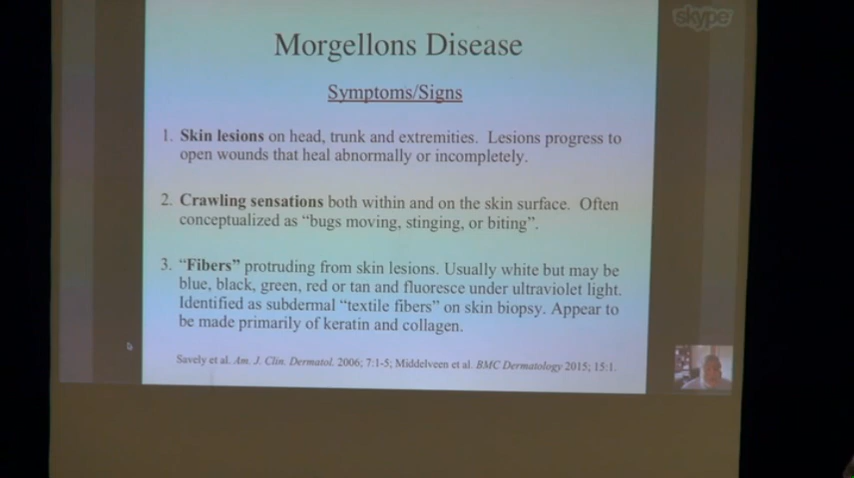 skype
Morgellons Disease
Symptoms/Signs
1. Skin lesions on head, trunk and extremities. Lesions progress to
open wounds that heal abnormally or incompletely.
2. Crawling sensations both within and on the skin surface. Often
conceptualized as “bugs moving, stinging, or biting”.
3. “Fibers” protruding from skin lesions. Usually white but may be
blue, black, green, red or tan and fluoresce under ultraviolet light.
Identified as subdermal “textile fibers” on skin biopsy. Appear to
be made primarily of keratin and collagen.
Savely et al. Am. J. Clin. Dermatol. 2006; 7:1-5; Middelveen et al. BMC Dermatology 2015; 15:1.